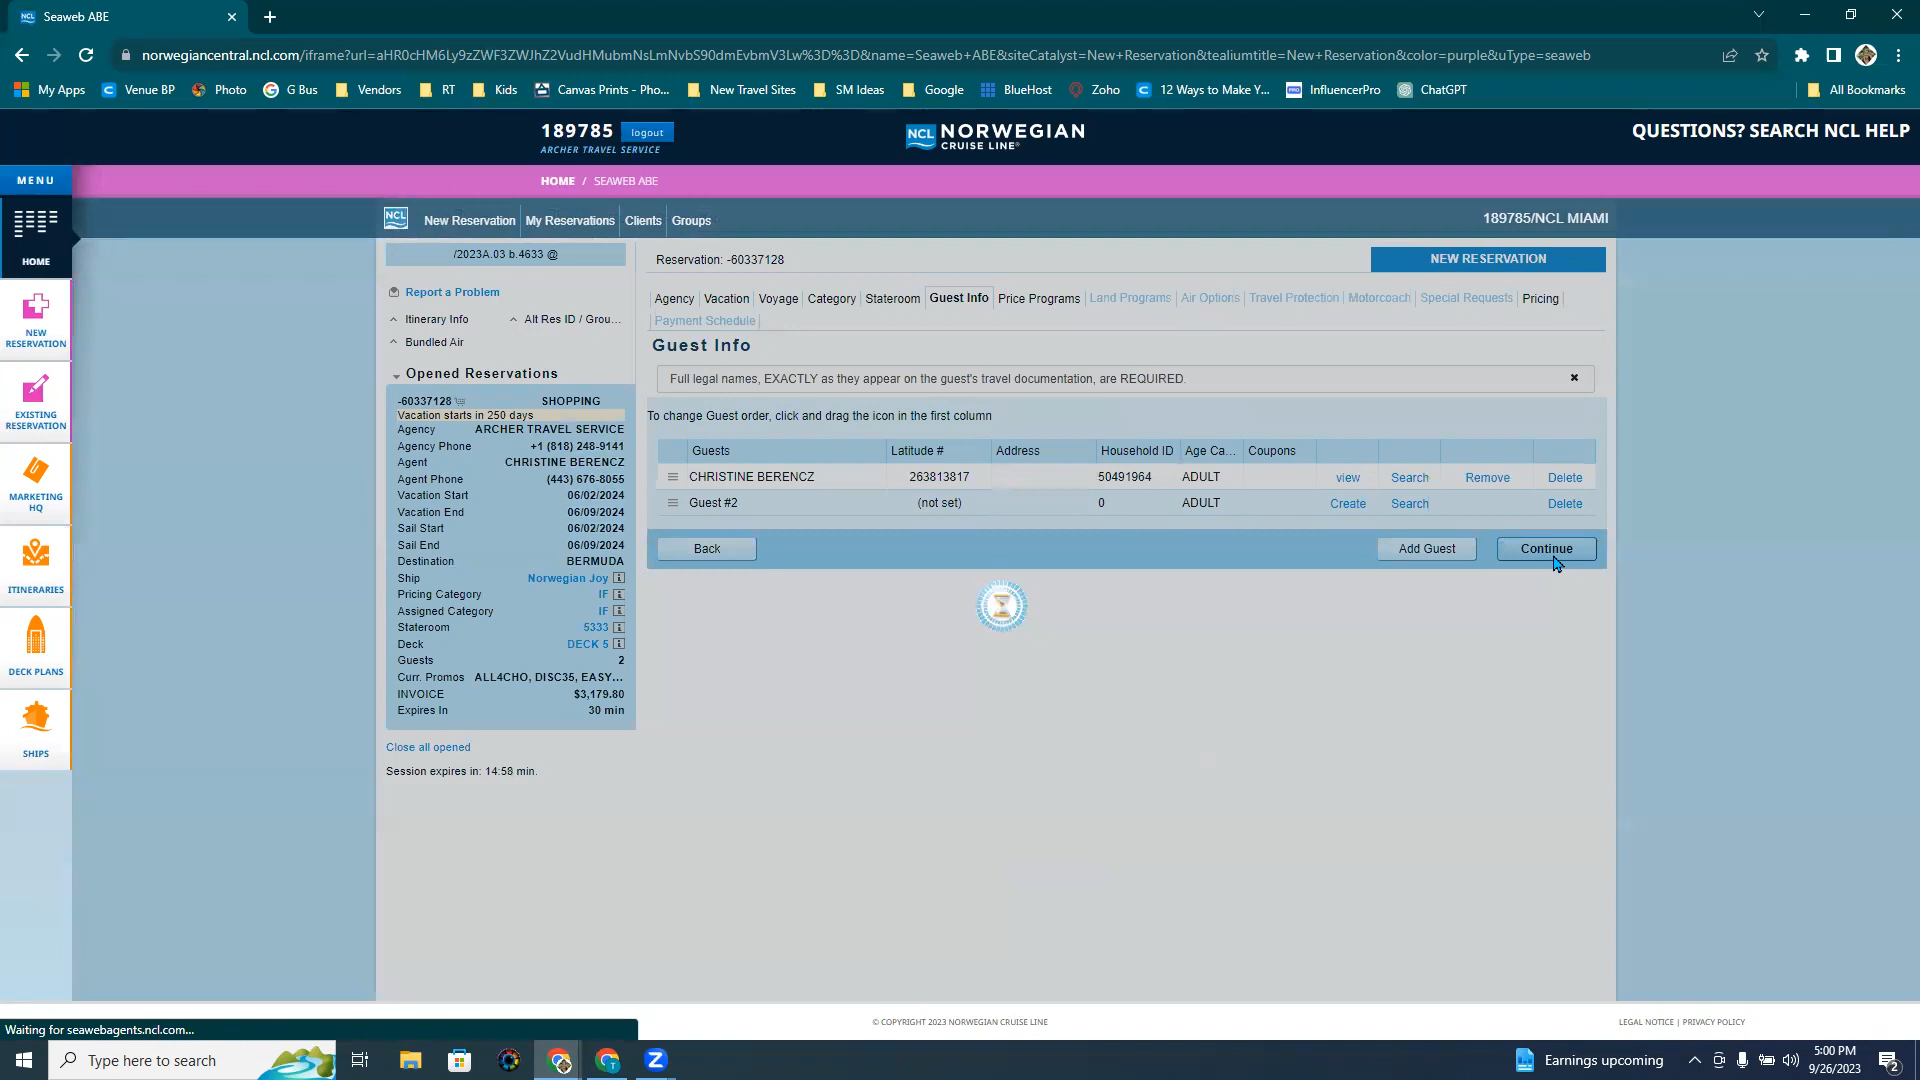 Seaweb ABE
norwegiancentral.ncl.com/iframe?url=aHR0cHM6Ly9zZWF3ZWJhZ2VudHMubmNsLmNvbS90dmEvbmV3Lw%3D%3D&name=Seaweb+ABE&siteCatalyst=New+Reservation&tealiumtitle=New+Reservation&color=purple&uType=seaweb
My Apps Venue BP Photo G Bus Vendors RT Kids Canvas Prints - Pho... New Travel Sites SM Ideas Google BlueHost Zoho 12 Ways to Make Y... InfluencerPro ChatGPT All Bookmarks
189785 logout
ARCHER TRAVEL SERVICE
NCL NORWEGIAN
CRUISE LINE®
QUESTIONS? SEARCH NCL HELP
MENU
HOME / SEAWEB ABE
HOME
NEW
RESERVATION
EXISTING
RESERVATION
MARKETING
HQ
ITINERARIES
DECK PLANS
SHIPS
NCL New Reservation My Reservations Clients Groups 189785/NCL MIAMI
/2023A.03 b.4633 @
Report a Problem
Itinerary Info Alt Res ID / Grou...
Bundled Air
Opened Reservations
-60337128 SHOPPING
Vacation starts in 250 days
Agency ARCHER TRAVEL SERVICE
Agency Phone +1 (818) 248-9141
Agent CHRISTINE BERENCZ
Agent Phone (443) 676-8055
Vacation Start 06/02/2024
Vacation End 06/09/2024
Sail Start 06/02/2024
Sail End 06/09/2024
Destination BERMUDA
Ship Norwegian Joy
Pricing Category IF
Assigned Category IF
Stateroom 5333
Deck DECK 5
Guests 2
Curr. Promos ALL4CHO, DISC35, EASY...
INVOICE $3,179.80
Expires In 30 min
Close all opened
Session expires in: 14:58 min.
Reservation: -60337128 NEW RESERVATION
Agency Vacation Voyage Category Stateroom Guest Info Price Programs Land Programs Air Options Travel Protection Motorcoach Special Requests Pricing
Payment Schedule
Guest Info
Full legal names, EXACTLY as they appear on the guest's travel documentation, are REQUIRED.
To change Guest order, click and drag the icon in the first column
Guests Latitude # Address Household ID Age Ca... Coupons
CHRISTINE BERENCZ 263813817 50491964 ADULT view Search Remove Delete
Guest #2 (not set) 0 ADULT Create Search Delete
Back Add Guest Continue
© COPYRIGHT 2023 NORWEGIAN CRUISE LINE LEGAL NOTICE | PRIVACY POLICY
Waiting for seawebagents.ncl.com...
Type here to search
Earnings upcoming
5:00 PM
9/26/2023
2